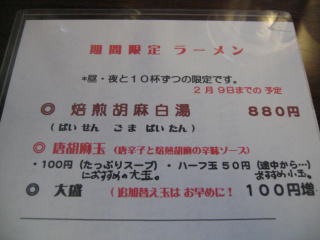 期間限定 ラーメン
*昼・夜と10杯ずつの限定です。
2月9日までの 予定
◎ 焙煎胡麻白湯 880円
(ばい せん ご ま ぱい たん)
◎ 唐胡麻玉 (唐辛子と焙煎胡麻の辛味ソース)
・100円(たっぷりスープ) ・ ハーフ玉 50円 (途中から…)
におすすめの大玉。 おすすめ小玉。
◎ 大盛 (追加替え玉は お早めに!) 100円増